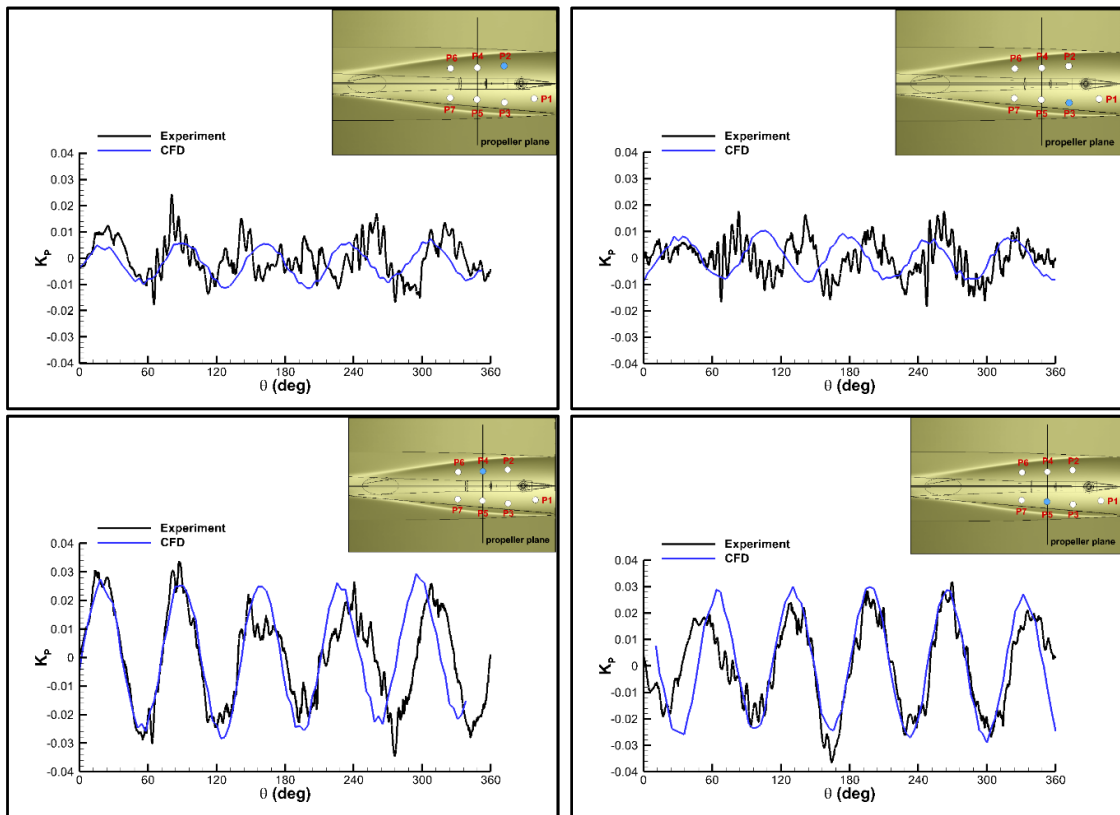 P6 P4 P2
P1
P7 P5 P3
propeller plane
Experiment
CFD
0.04
0.03
0.02
0.01
0
-0.01
-0.02
-0.03
-0.04
K_P
0 60 120 180 240 300 360
θ (deg)
P6 P4 P2
P1
P7 P5 P3
propeller plane
Experiment
CFD
0.04
0.03
0.02
0.01
0
-0.01
-0.02
-0.03
-0.04
K_P
0 60 120 180 240 300 360
θ (deg)
P6 P4 P2
P1
P7 P5 P3
propeller plane
Experiment
CFD
0.04
0.03
0.02
0.01
0
-0.01
-0.02
-0.03
-0.04
K_P
0 60 120 180 240 300 360
θ (deg)
P6 P4 P2
P1
P7 P5 P3
propeller plane
Experiment
CFD
0.04
0.03
0.02
0.01
0
-0.01
-0.02
-0.03
-0.04
K_P
0 60 120 180 240 300 360
θ (deg)